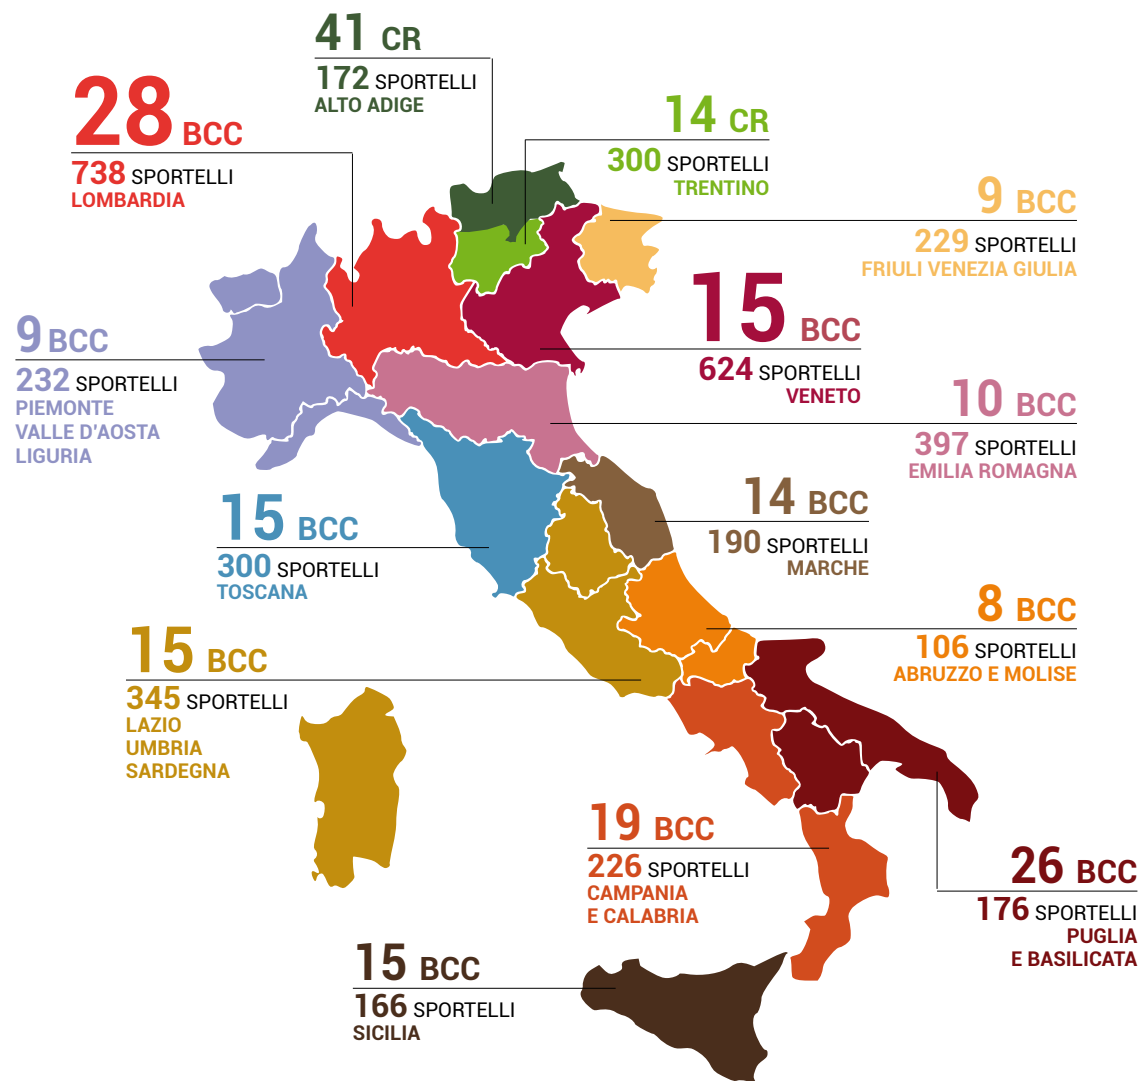 41 CR
172 SPORTELLI
ALTO ADIGE
28 BCC
738 SPORTELLI
LOMBARDIA
14 CR
300 SPORTELLI
TRENTINO
9 BCC
229 SPORTELLI
FRIULI VENEZIA GIULIA
15 BCC
624 SPORTELLI
VENETO
9 BCC
232 SPORTELLI
PIEMONTE
VALLE D'AOSTA
LIGURIA
10 BCC
397 SPORTELLI
EMILIA ROMAGNA
14 BCC
190 SPORTELLI
MARCHE
15 BCC
300 SPORTELLI
TOSCANA
8 BCC
106 SPORTELLI
ABRUZZO E MOLISE
15 BCC
345 SPORTELLI
LAZIO
UMBRIA
SARDEGNA
19 BCC
226 SPORTELLI
CAMPANIA
E CALABRIA
26 BCC
176 SPORTELLI
PUGLIA
E BASILICATA
15 BCC
166 SPORTELLI
SICILIA